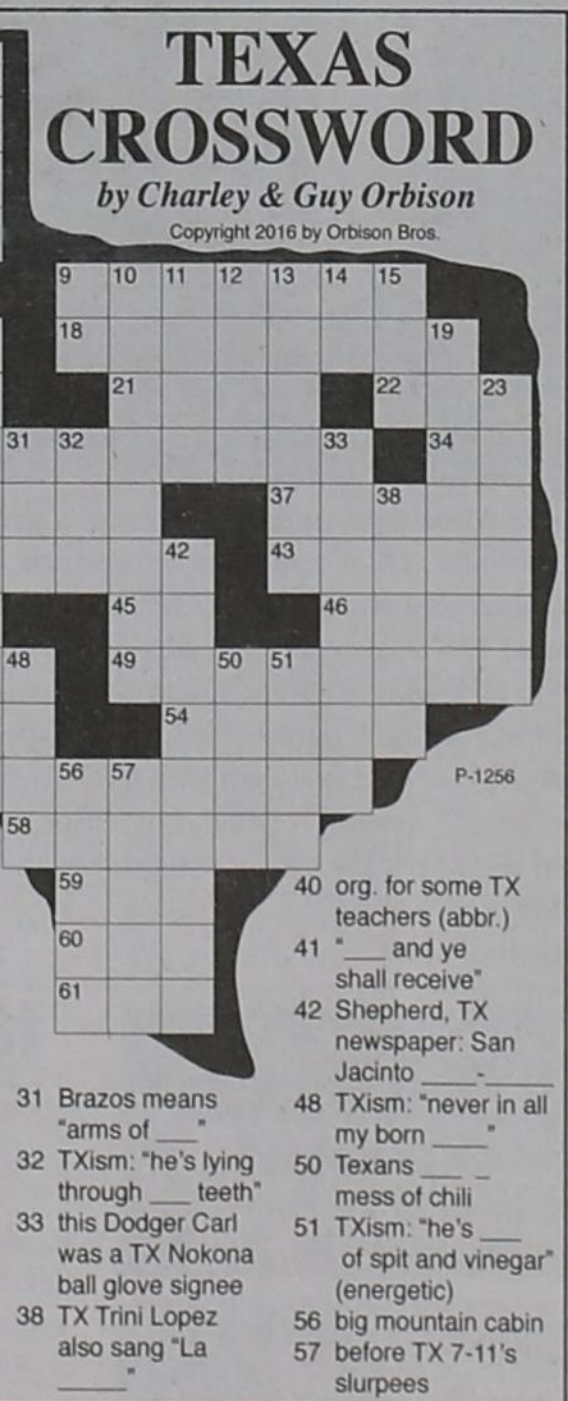 TEXAS
CROSSWORD
by Charley & Guy Orbison
Copyright 2016 by Orbison Bros.
9 10 11 12 13 14 15
18 19
21 22 23
31 32 33 34
37 38
42 43
45 46
48 49 50 51
54
56 57
P-1256
58
59
60
61
31 Brazos means
"arms of ___"
32 TXism: "he's lying
through ___ teeth"
33 this Dodger Carl
was a TX Nokona
ball glove signee
38 TX Trini Lopez
also sang "La
_____"
40 org. for some TX
teachers (abbr.)
41 "___ and ye
shall receive"
42 Shepherd, TX
newspaper: San
Jacinto ____-_____
48 TXism: "never in all
my born ____"
50 Texans ___ _
mess of chili
51 TXism: "he's ___
of spit and vinegar"
(energetic)
56 big mountain cabin
57 before TX 7-11's
slurpees